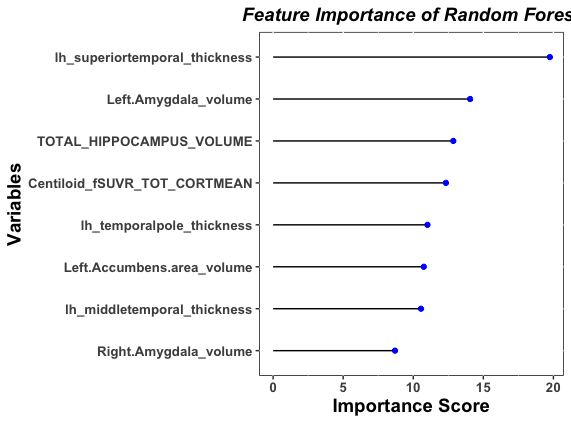 Feature Importance of Random Fores
lh_superiortemporal_thickness
Left.Amygdala_volume
TOTAL_HIPPOCAMPUS_VOLUME
Centiloid_fSUVR_TOT_CORTMEAN
lh_temporalpole_thickness
Left.Accumbens.area_volume
lh_middletemporal_thickness
Right.Amygdala_volume
Variables
0 5 10 15 20
Importance Score